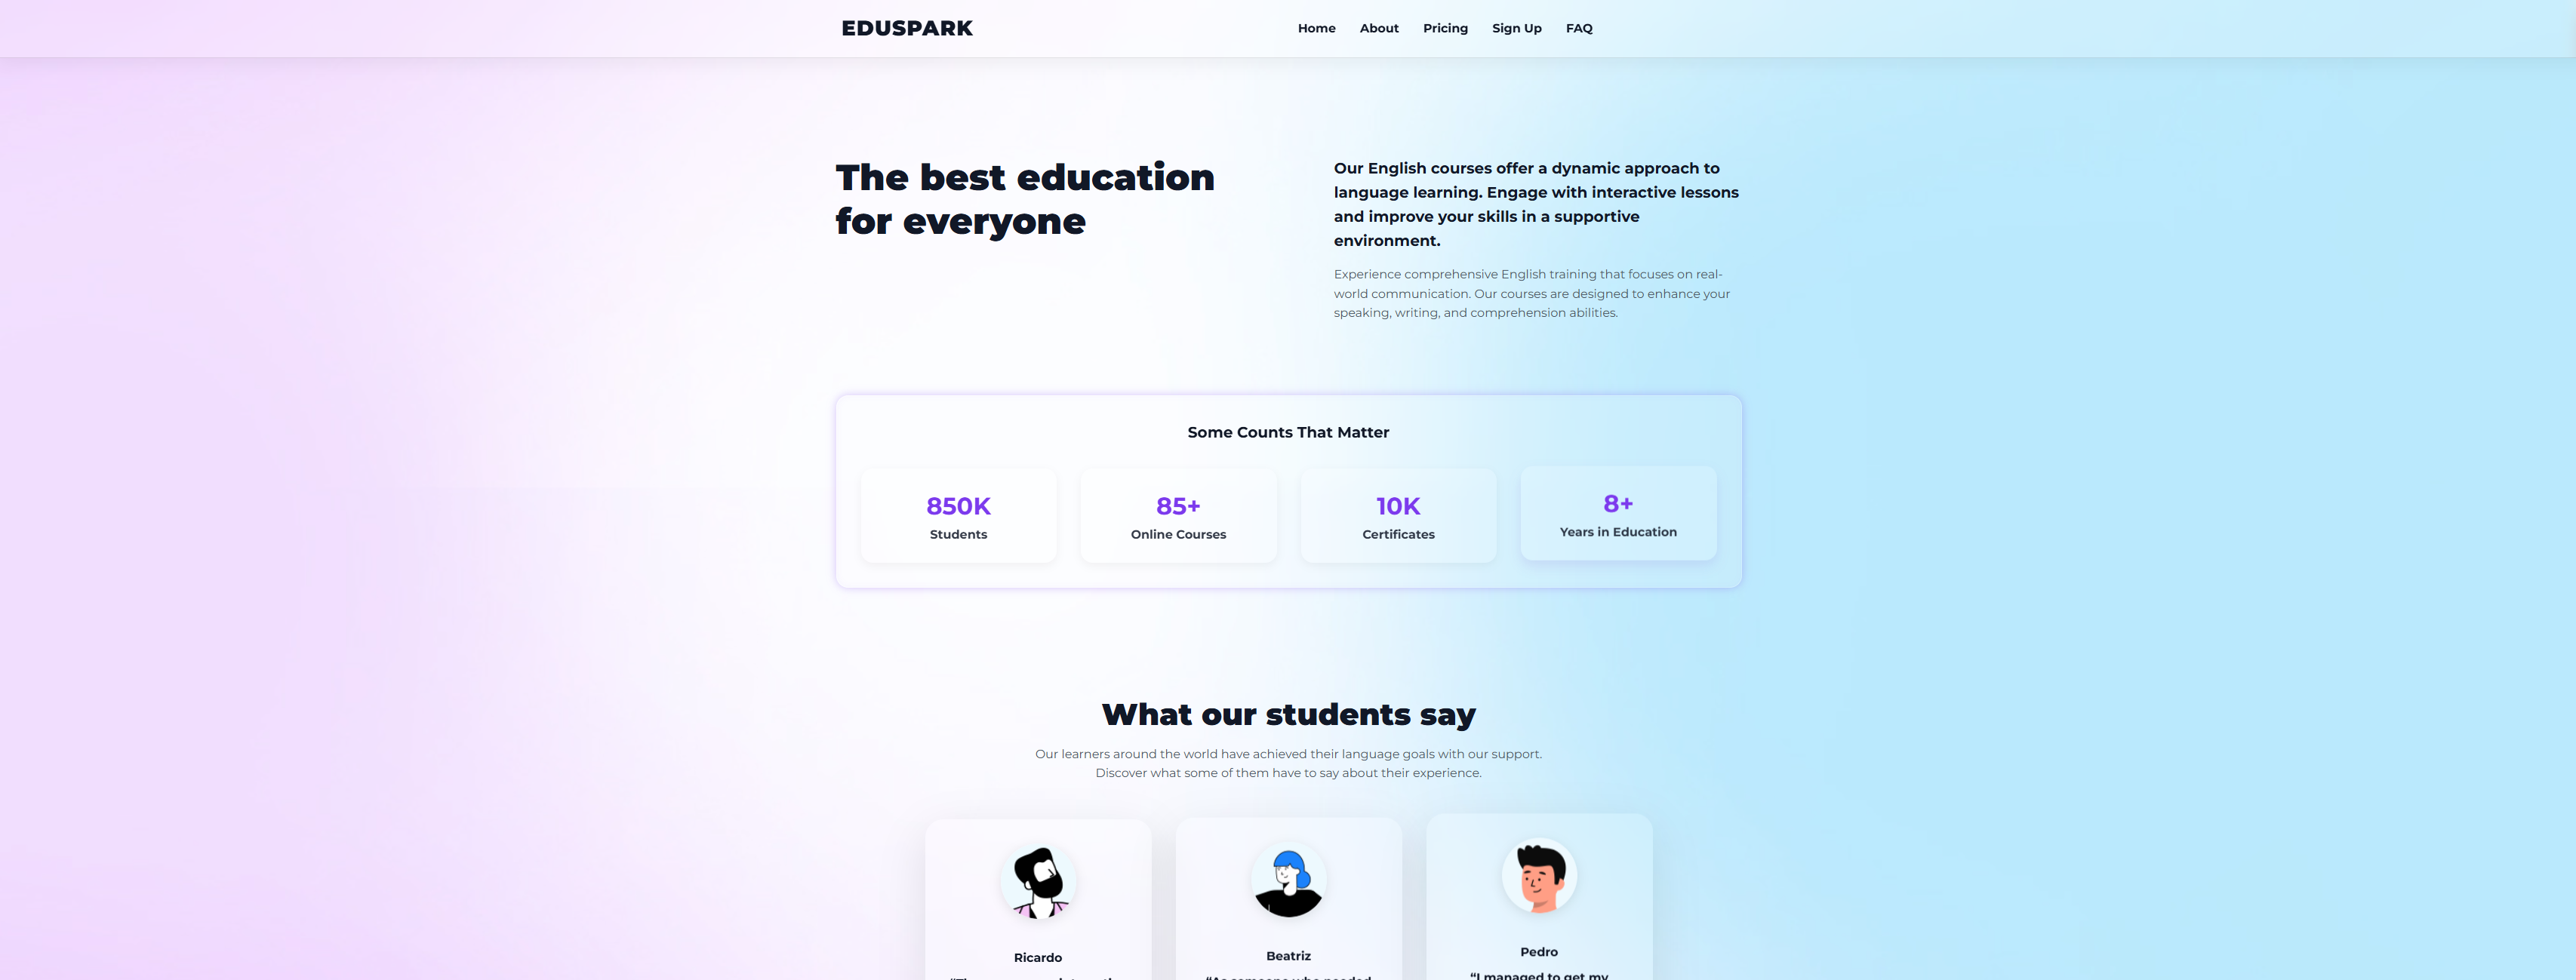 EDUSPARK
Home About Pricing Sign Up FAQ
The best education
for everyone
Our English courses offer a dynamic approach to
language learning. Engage with interactive lessons
and improve your skills in a supportive
environment.
Experience comprehensive English training that focuses on real-
world communication. Our courses are designed to enhance your
speaking, writing, and comprehension abilities.
Some Counts That Matter
850K
Students
85+
Online Courses
10K
Certificates
8+
Years in Education
What our students say
Our learners around the world have achieved their language goals with our support.
Discover what some of them have to say about their experience.
Ricardo
Beatriz
“As someone who needed
Pedro
“I managed to get my